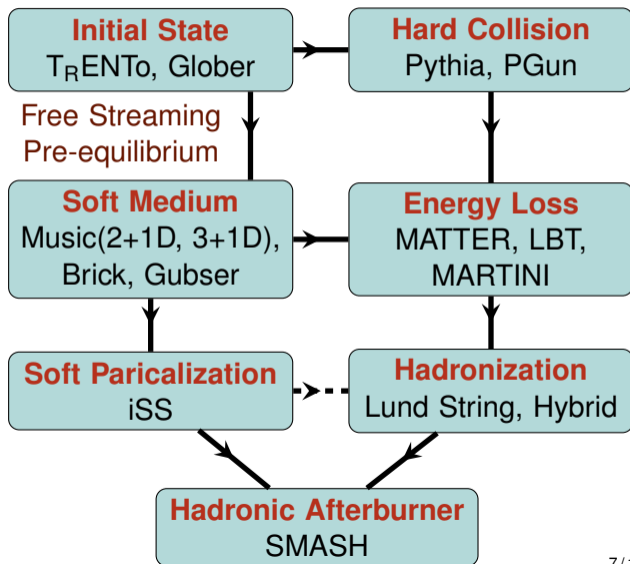 Initial State
TRENTo, Glober
Hard Collision
Pythia, PGun
Free Streaming
Pre-equilibrium
Soft Medium
Music(2+1D, 3+1D),
Brick, Gubser
Energy Loss
MATTER, LBT,
MARTINI
Soft Paricalization
iSS
Hadronization
Lund String, Hybrid
Hadronic Afterburner
SMASH